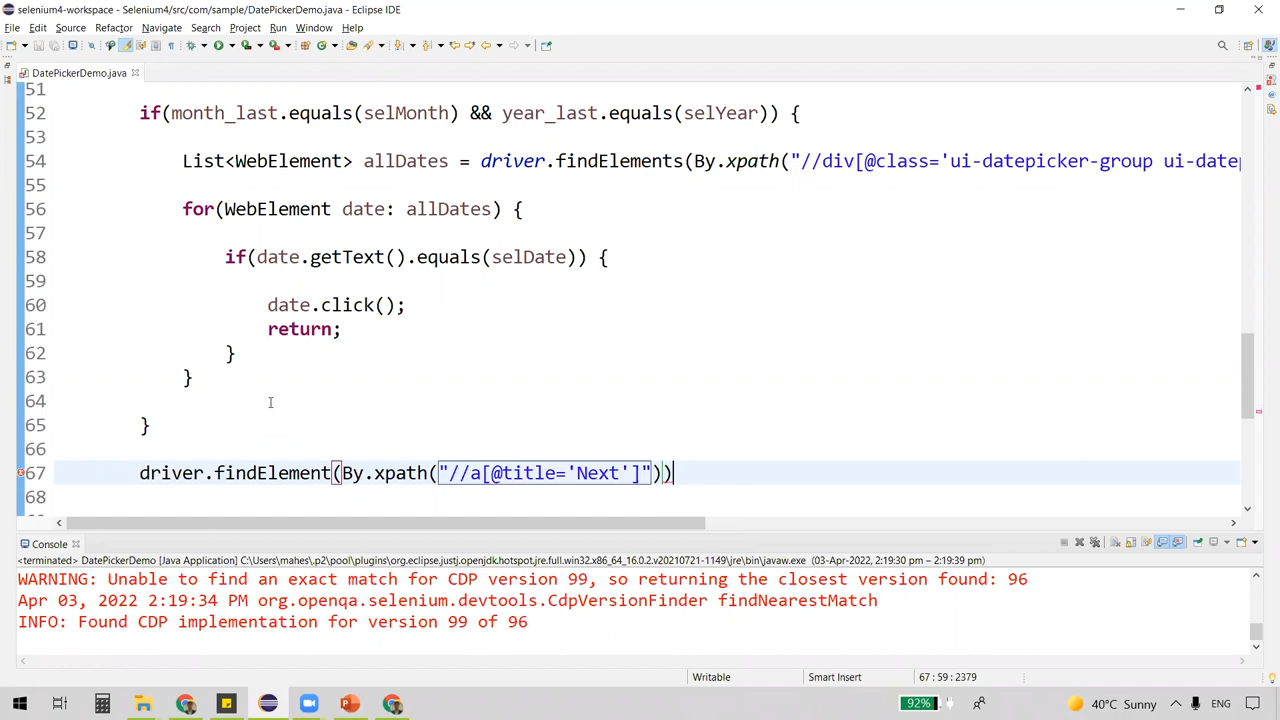 selenium4-workspace - Selenium4/src/com/sample/DatePickerDemo.java - Eclipse IDE
File Edit Source Refactor Navigate Search Project Run Window Help
DatePickerDemo.java
51
52 if(month_last.equals(selMonth) && year_last.equals(selYear)) {
53
54 List<WebElement> allDates = driver.findElements(By.xpath("//div[@class='ui-datepicker-group ui-datep
55
56 for(WebElement date: allDates) {
57
58 if(date.getText().equals(selDate)) {
59
60 date.click();
61 return;
62 }
63 }
64
65 }
66
67 driver.findElement(By.xpath("//a[@title='Next']"))
68
Console
<terminated> DatePickerDemo [Java Application] C:\Users\mahes\.p2\pool\plugins\org.eclipse.justj.openjdk.hotspot.jre.full.win32.x86_64_16.0.2.v20210721-1149\jre\bin\javaw.exe (03-Apr-2022, 2:19:30 pm – 2:19:39 pm)
WARNING: Unable to find an exact match for CDP version 99, so returning the closest version found: 96
Apr 03, 2022 2:19:34 PM org.openqa.selenium.devtools.CdpVersionFinder findNearestMatch
INFO: Found CDP implementation for version 99 of 96
Writable Smart Insert 67 : 59 : 2379
92% 40°C Sunny ENG